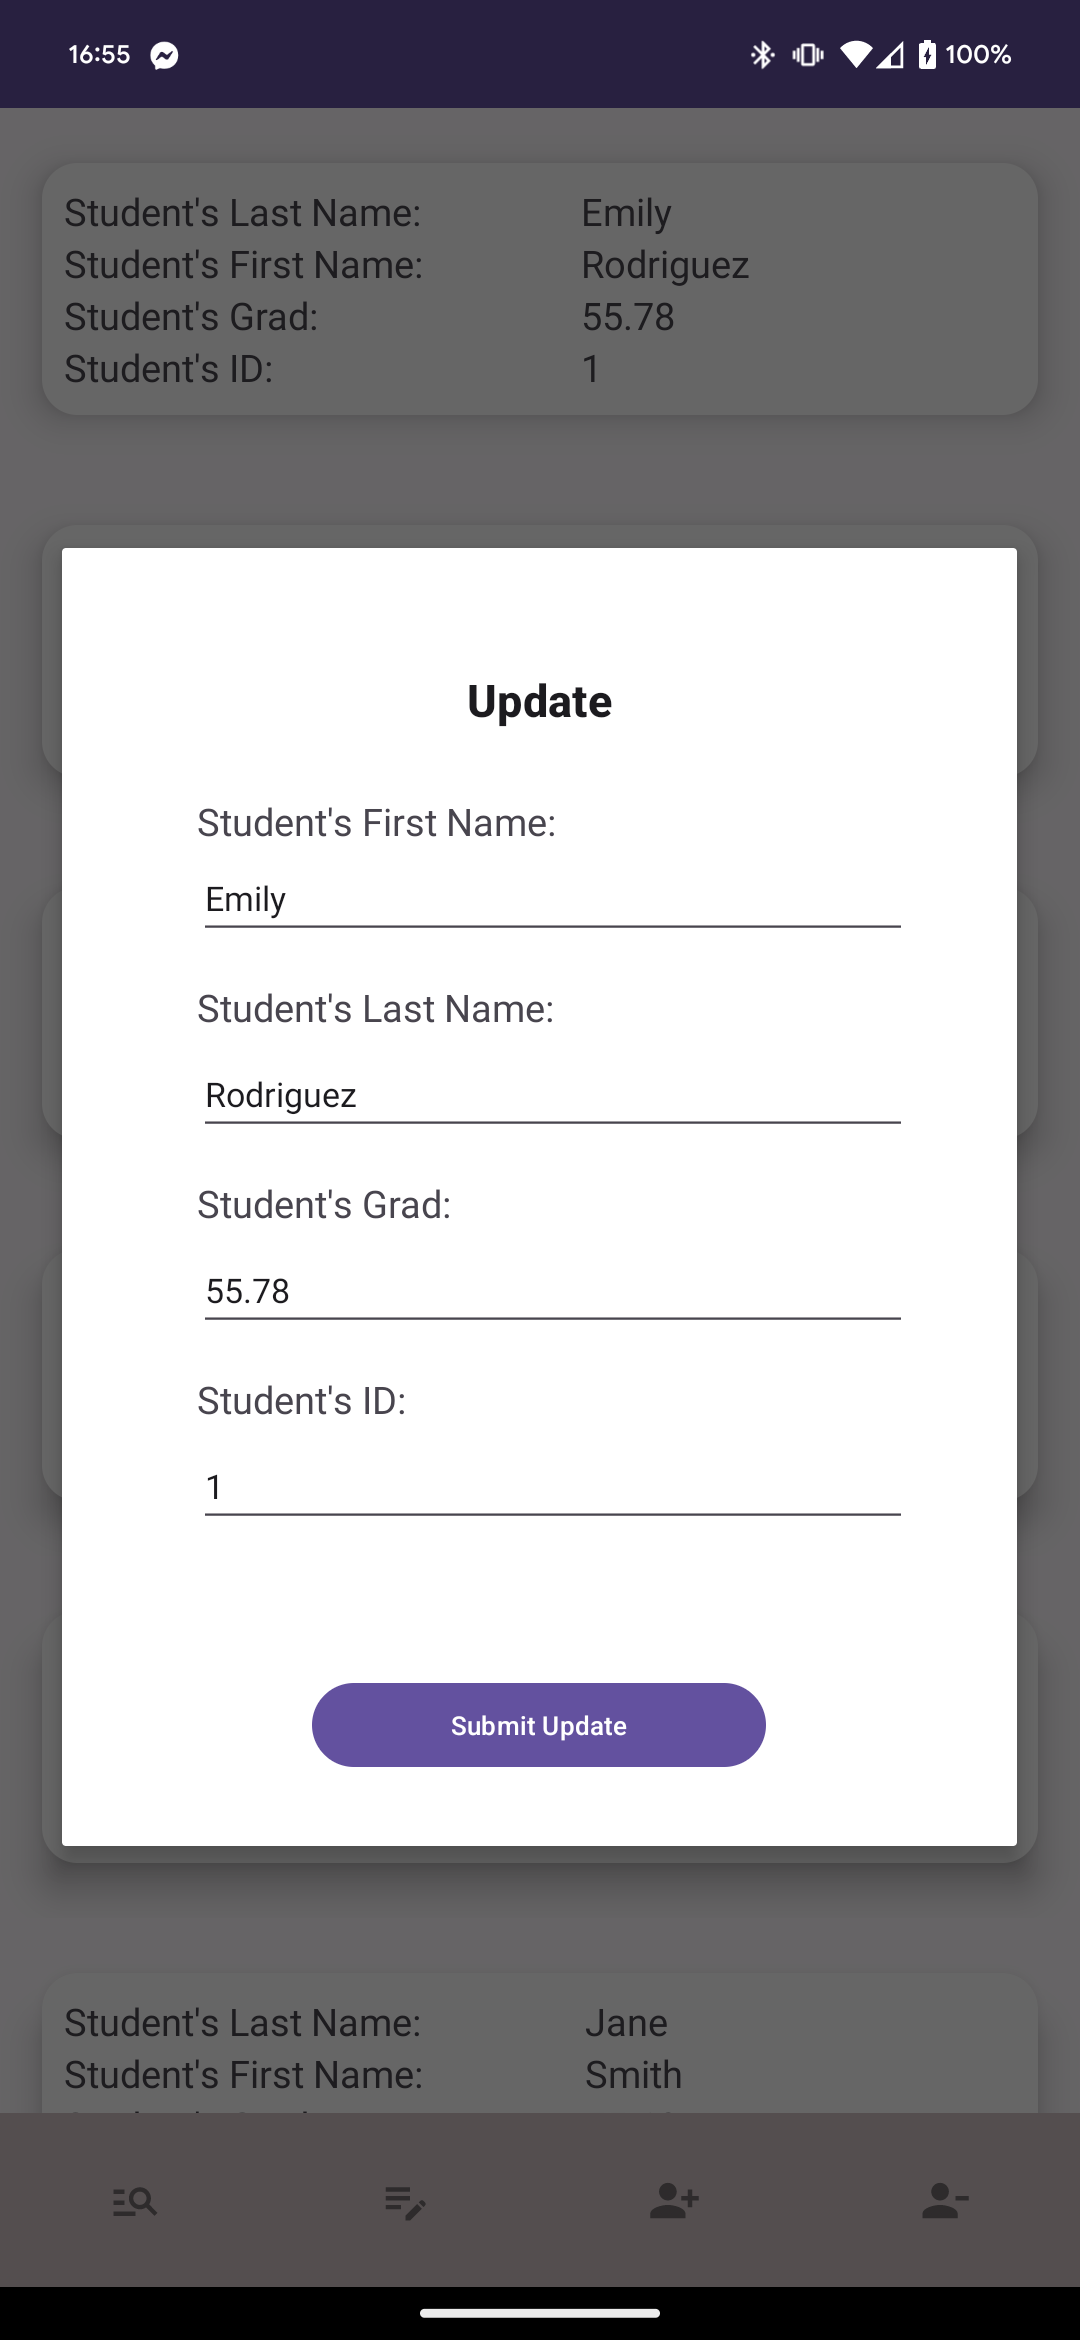 16:55 100%
Student's Last Name: Emily
Student's First Name: Rodriguez
Student's Grad: 55.78
Student's ID: 1
Update
Student's First Name:
Emily
Student's Last Name:
Rodriguez
Student's Grad:
55.78
Student's ID:
1
Submit Update
Student's Last Name: Jane
Student's First Name: Smith